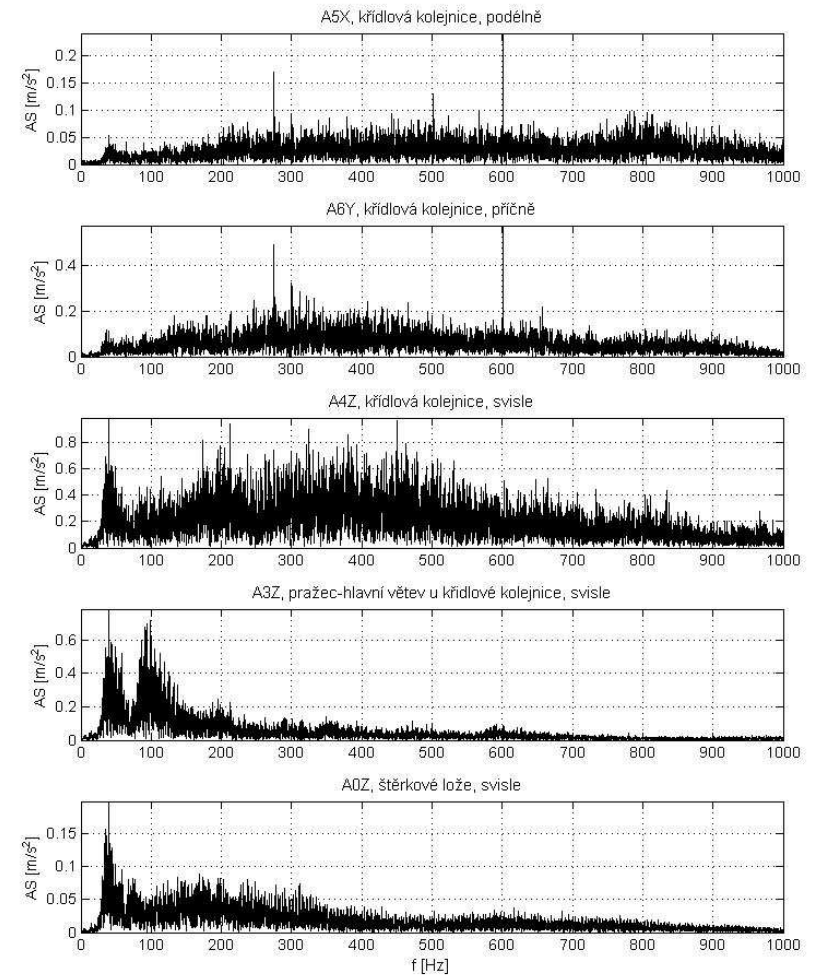 A5X, křídlová kolejnice, podélně
AS [m/s²]
0.2
0.15
0.1
0.05
0
0 100 200 300 400 500 600 700 800 900 1000
A6Y, křídlová kolejnice, příčně
AS [m/s²]
0.4
0.2
0
0 100 200 300 400 500 600 700 800 900 1000
A4Z, křídlová kolejnice, svisle
AS [m/s²]
0.8
0.6
0.4
0.2
0
0 100 200 300 400 500 600 700 800 900 1000
A3Z, pražec-hlavní větev u křídlové kolejnice, svisle
AS [m/s²]
0.6
0.4
0.2
0
0 100 200 300 400 500 600 700 800 900 1000
A0Z, štěrkové lože, svisle
AS [m/s²]
0.15
0.1
0.05
0
0 100 200 300 400 500 600 700 800 900 1000
f [Hz]